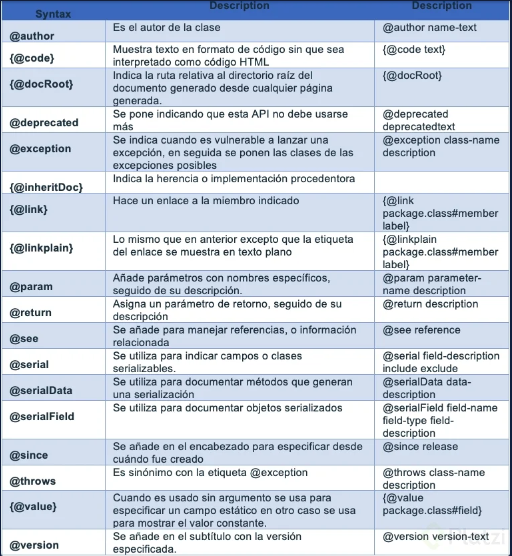 Syntax Description Description
@author Es el autor de la clase @author name-text
{@code} Muestra texto en formato de código sin que sea {@code text}
interpretado como código HTML
{@docRoot} Indica la ruta relativa al directorio raíz del {@docRoot}
documento generado desde cualquier página
generada.
@deprecated Se pone indicando que esta API no debe usarse @deprecated
más deprecatedtext
@exception Se indica cuando es vulnerable a lanzar una @exception class-name
excepción, en seguida se ponen las clases de las description
excepciones posibles
{@inheritDoc} Indica la herencia o implementación procedentora
{@link} Hace un enlace a la miembro indicado {@link
package.class#member
label}
{@linkplain} Lo mismo que en anterior excepto que la etiqueta {@linkplain
del enlace se muestra en texto plano package.class#member
label}
@param Añade parámetros con nombres específicos, @param parameter-
seguido de su descripción. name description
@return Asigna un parámetro de retorno, seguido de su @return description
descripción
@see Se añade para manejar referencias, o información @see reference
relacionada
@serial Se utiliza para indicar campos o clases @serial field-description
serializables. include exclude
@serialData Se utiliza para documentar métodos que generan @serialData data-
una serialización description
@serialField Se utiliza para documentar objetos serializados @serialField field-name
field-type field-
description
@since Se añade en el encabezado para especificar desde @since release
cuándo fue creado
@throws Es sinónimo con la etiqueta @exception @throws class-name
description
{@value} Cuando es usado sin argumento se usa para {@value
especificar un campo estático en otro caso se usa package.class#field}
para mostrar el valor constante.
@version Se añade en el subtítulo con la versión @version version-text
especificada.